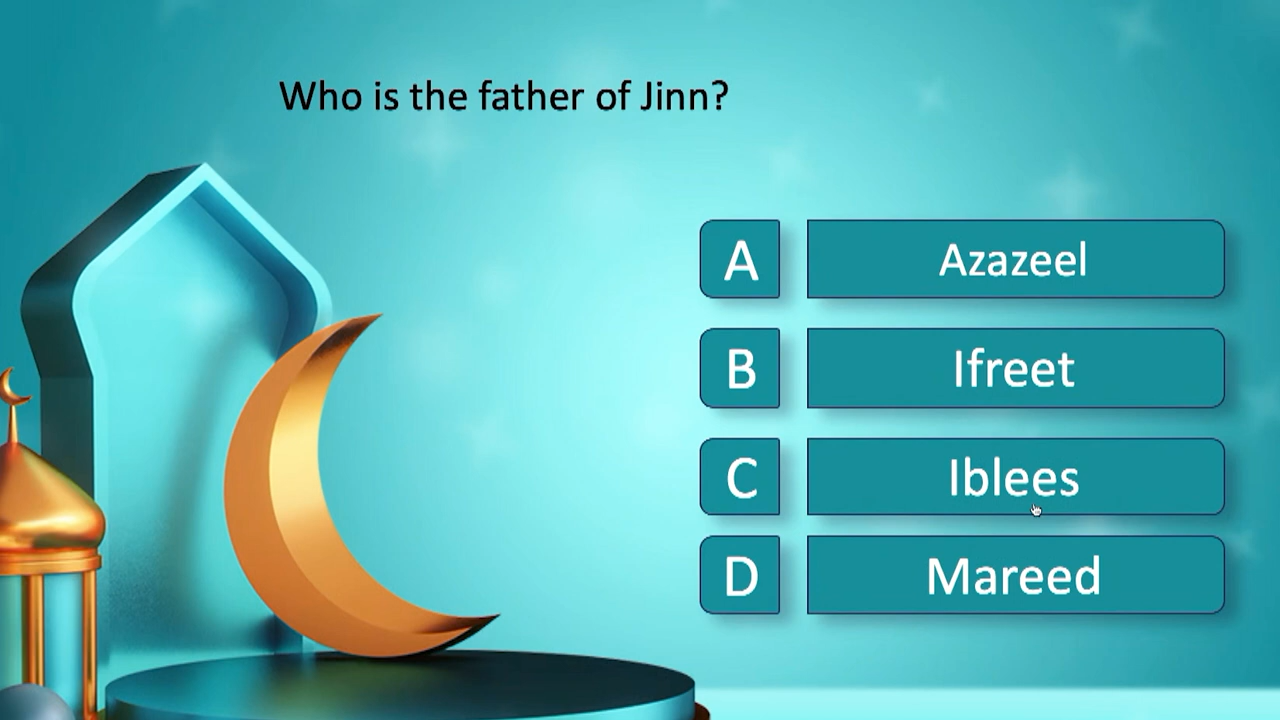 Who is the father of Jinn?
A Azazeel
B Ifreet
C Iblees
D Mareed